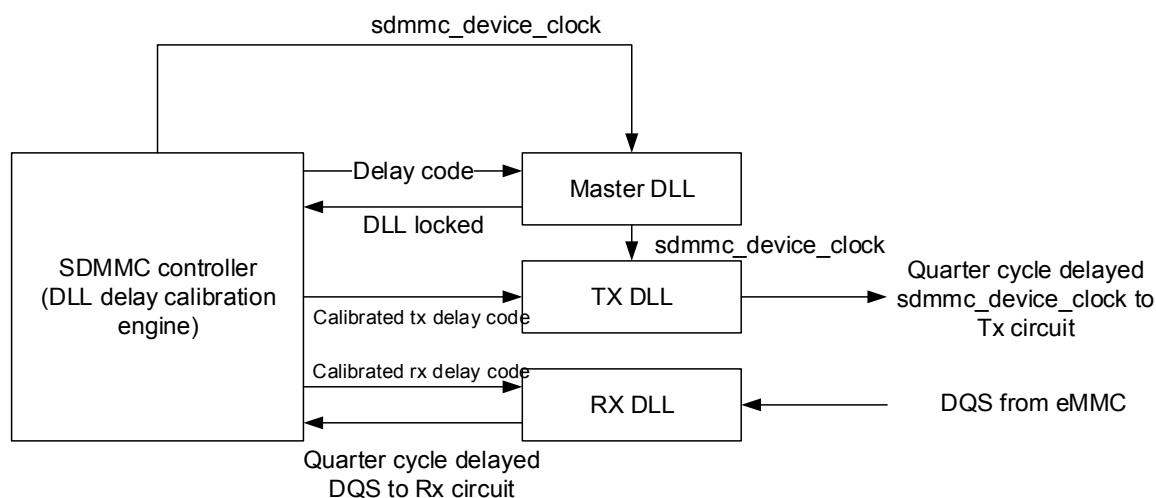 sdmmc_device_clock
Delay code
Master DLL
DLL locked
sdmmc_device_clock
SDMMC controller
(DLL delay calibration
engine)
TX DLL
Quarter cycle delayed
sdmmc_device_clock to
Tx circuit
Calibrated tx delay code
Calibrated rx delay code
RX DLL
DQS from eMMC
Quarter cycle delayed
DQS to Rx circuit